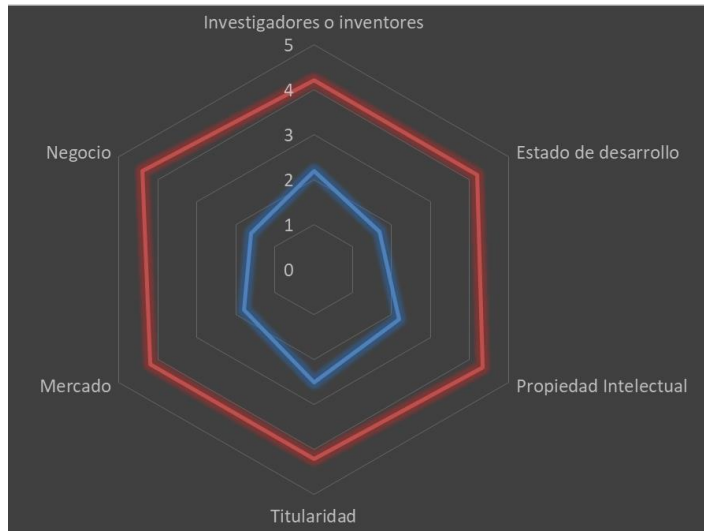 Investigadores o inventores
5
4
3
2
1
0
Negocio
Estado de desarrollo
Mercado
Propiedad Intelectual
Titularidad